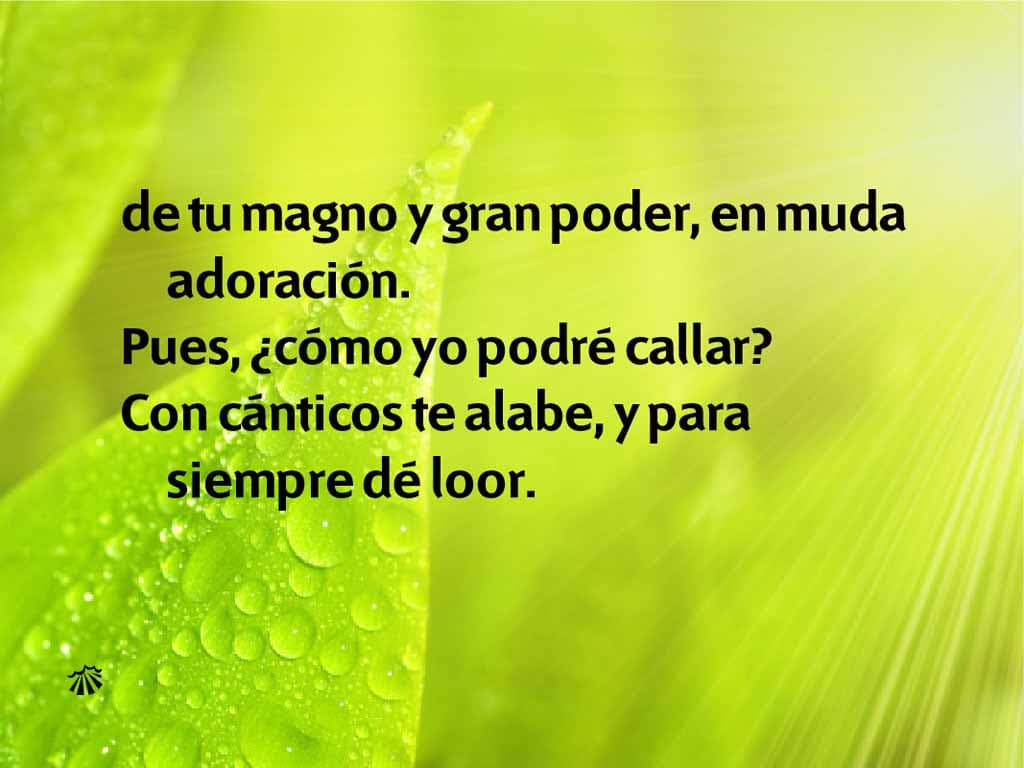 de tu magno y gran poder, en muda
adoración.
Pues, ¿cómo yo podré callar?
Con cánticos te alabe, y para
siempre dé loor.